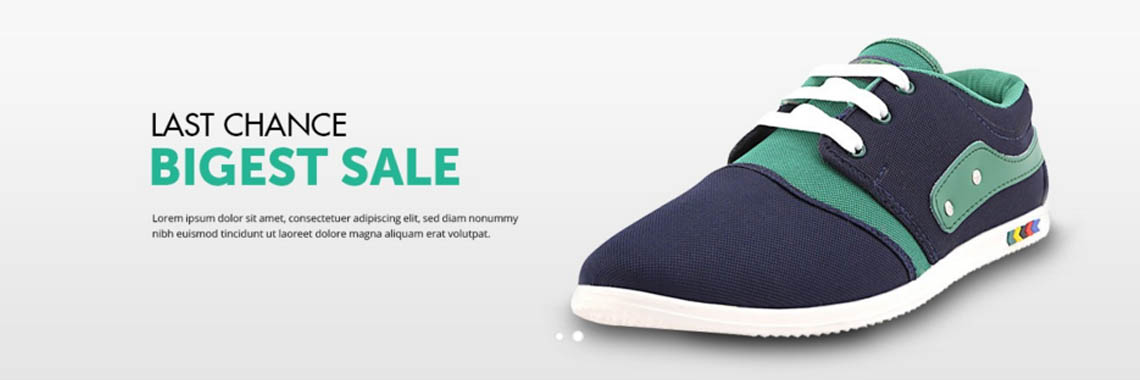 LAST CHANCE
BIGEST SALE
Lorem ipsum dolor sit amet, consectetuer adipiscing elit, sed diam nonummy
nibh euismod tincidunt ut laoreet dolore magna aliquam erat volutpat.